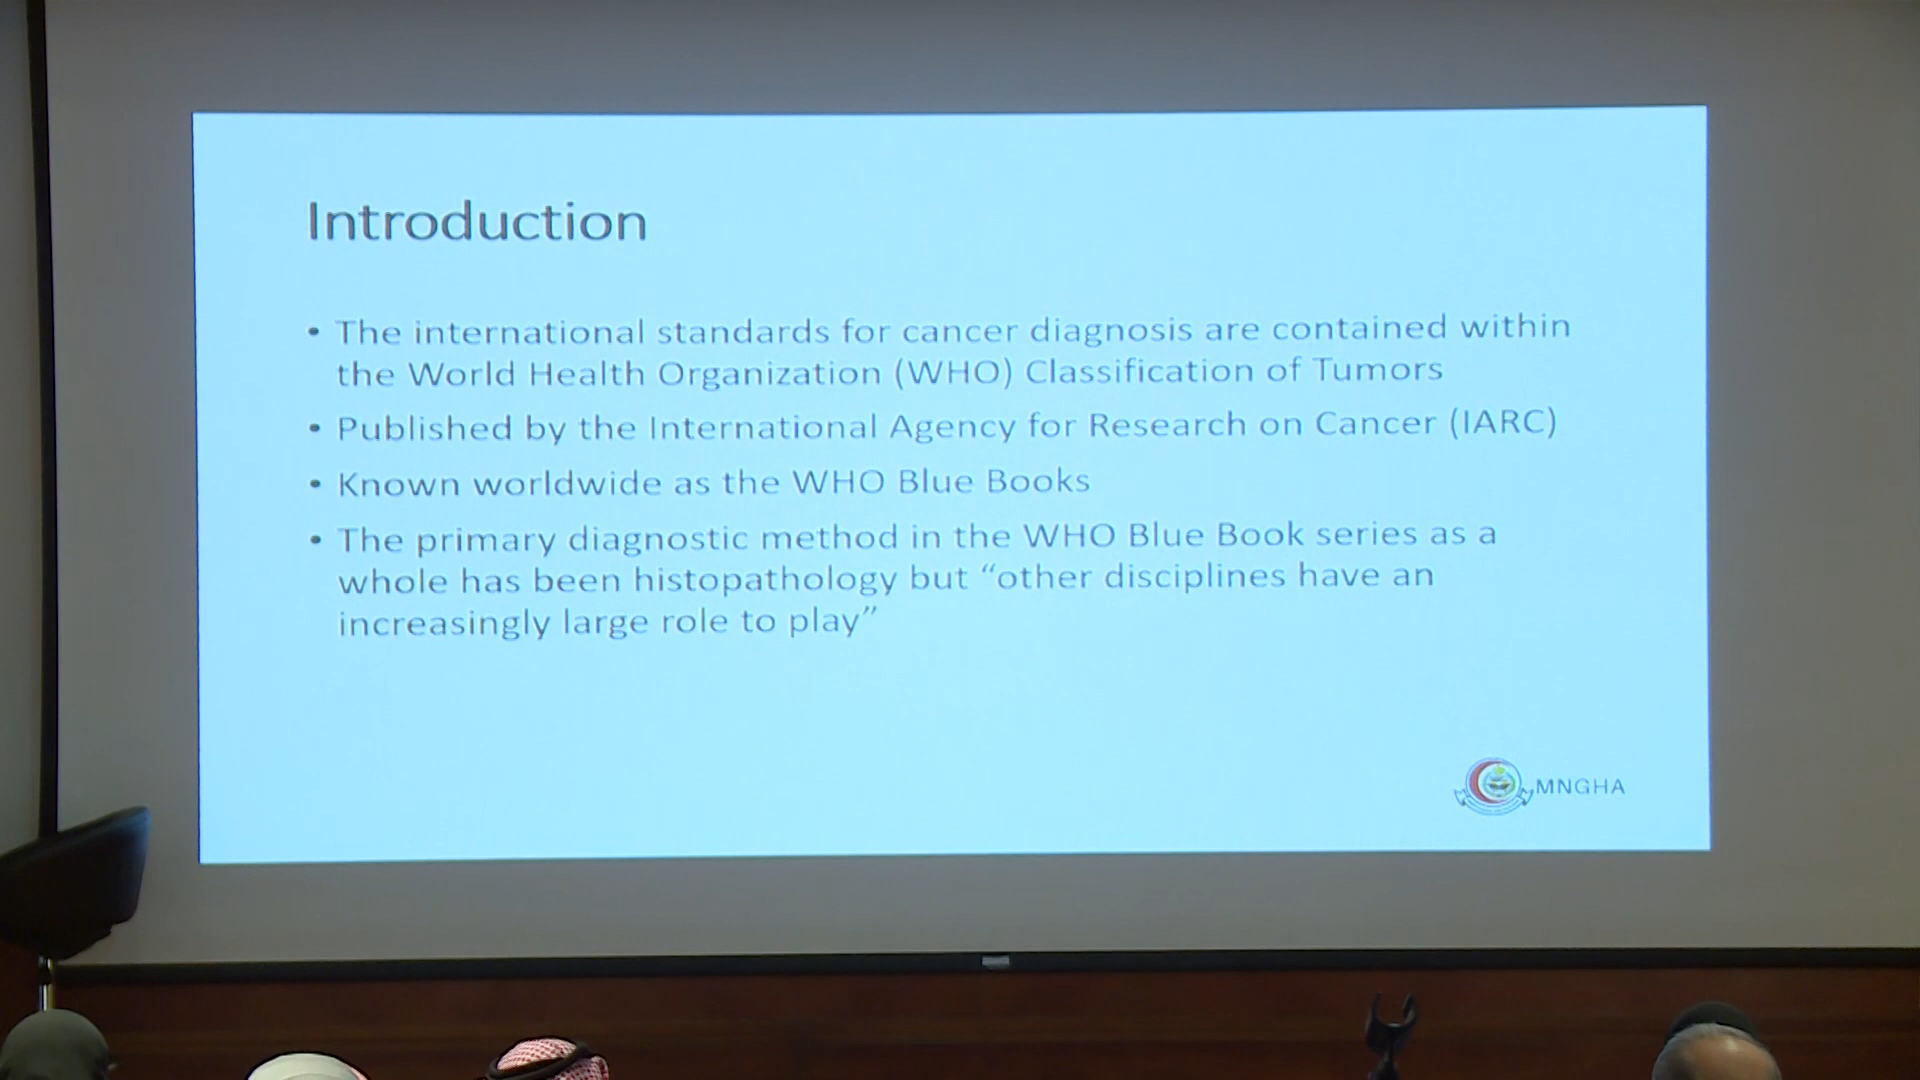 Introduction
• The international standards for cancer diagnosis are contained within
the World Health Organization (WHO) Classification of Tumors
• Published by the International Agency for Research on Cancer (IARC)
• Known worldwide as the WHO Blue Books
• The primary diagnostic method in the WHO Blue Book series as a
whole has been histopathology but “other disciplines have an
increasingly large role to play”
MNGHA